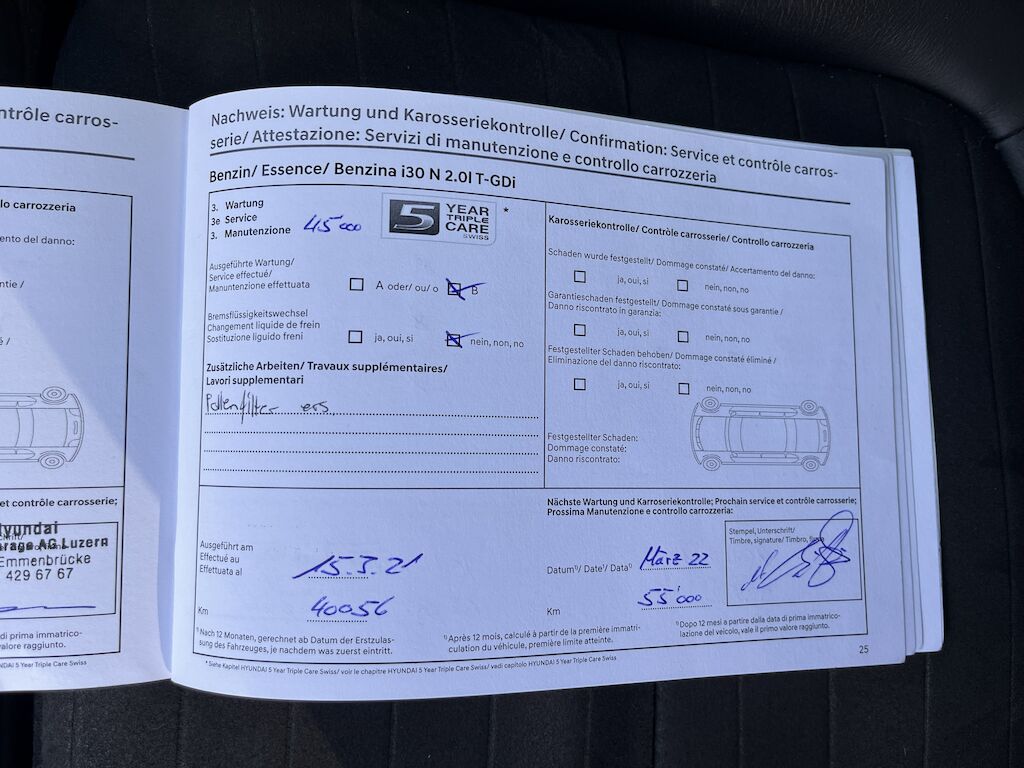 ntrôle carros-
lo carrozzeria
mento del danno:
antie /
é /
et contrôle carrosserie;
Hyundai
arage AG Luzern
Emmenbrücke
429 67 67
di prima immatrico-
valore raggiunto.
HYUNDAI 5 Year Triple Care Swiss
Nachweis: Wartung und Karosseriekontrolle/ Confirmation: Service et contrôle carros-
serie/ Attestazione: Servizi di manutenzione e controllo carrozzeria
Benzin/ Essence/ Benzina i30 N 2.0l T-GDi
3. Wartung
3e Service
3. Manutenzione 45'000
5 YEAR
TRIPLE
CARE
SWISS
*
Ausgeführte Wartung/
Service effectué/
Manuntenzione effettuata
A oder/ ou/ o B
Bremsflüssigkeitswechsel
Changement liquide de frein
Sostituzione liquido freni
ja, oui, si nein, non, no
Zusätzliche Arbeiten/ Travaux supplémentaires/
Lavori supplementari
Pollenfilter ers.
Karosseriekontrolle/ Contrôle carrosserie/ Controllo carrozzeria
Schaden wurde festgestellt/ Dommage constaté/ Accertamento del danno:
ja, oui, si nein, non, no
Garantieschaden festgestellt/ Dommage constaté sous garantie /
Danno riscontrato in garanzia:
ja, oui, si nein, non, no
Festgestellter Schaden behoben/ Dommage constaté éliminé /
Eliminazione del danno riscontrato:
ja, oui, si nein, non, no
Festgestellter Schaden:
Dommage constaté:
Danno riscontrato:
Ausgeführt am
Effectué au
Effettuata al
15.3.21
Km 40056
Nächste Wartung und Karroseriekontrolle; Prochain service et contrôle carrosserie;
Prossima Manutenzione e controllo carrozzeria:
Datum¹/ Date¹/ Data¹ März 22
Km 55'000
Stempel, Unterschrift/
Timbre, signature/ Timbro, firma
¹ Nach 12 Monaten, gerechnet ab Datum der Erstzulas-
sung des Fahrzeuges, je nachdem was zuerst eintritt.
¹ Après 12 mois, calculé à partir de la première immatri-
culation du véhicule, première limite atteinte.
¹ Dopo 12 mesi a partire dalla data di prima immatrico-
lazione del veicolo, vale il primo valore raggiunto.
* Siehe Kapitel HYUNDAI 5 Year Triple Care Swiss/ voir le chapitre HYUNDAI 5 Year Triple Care Swiss/ vedi capitolo HYUNDAI 5 Year Triple Care Swiss
25